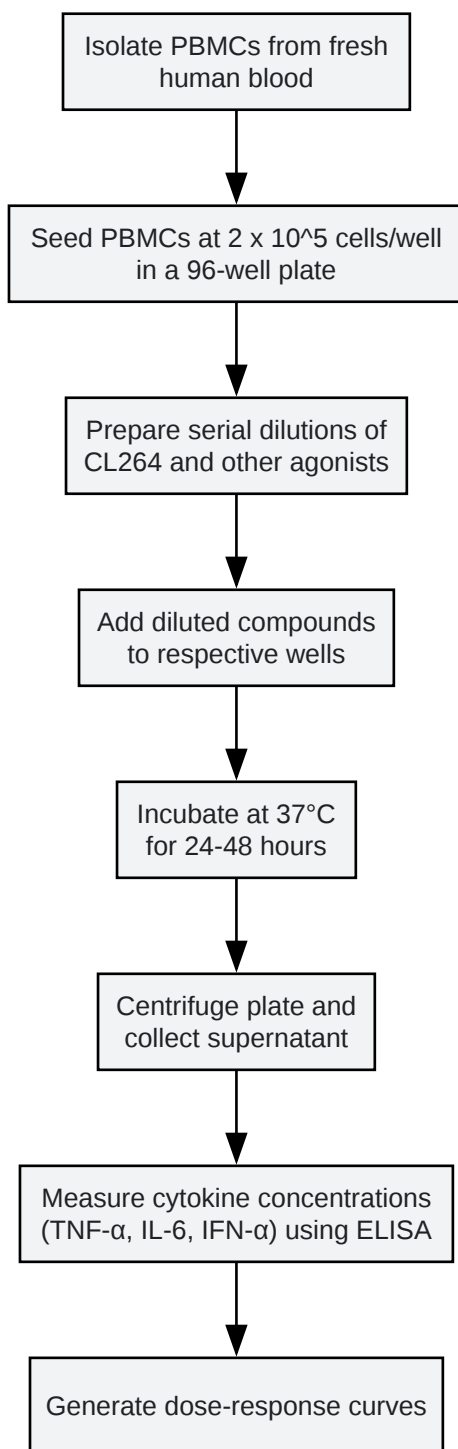 Isolate PBMCs from fresh
human blood
Seed PBMCs at 2 x 10^5 cells/well
in a 96-well plate
Prepare serial dilutions of
CL264 and other agonists
Add diluted compounds
to respective wells
Incubate at 37°C
for 24-48 hours
Centrifuge plate and
collect supernatant
Measure cytokine concentrations
(TNF-α, IL-6, IFN-α) using ELISA
Generate dose-response curves